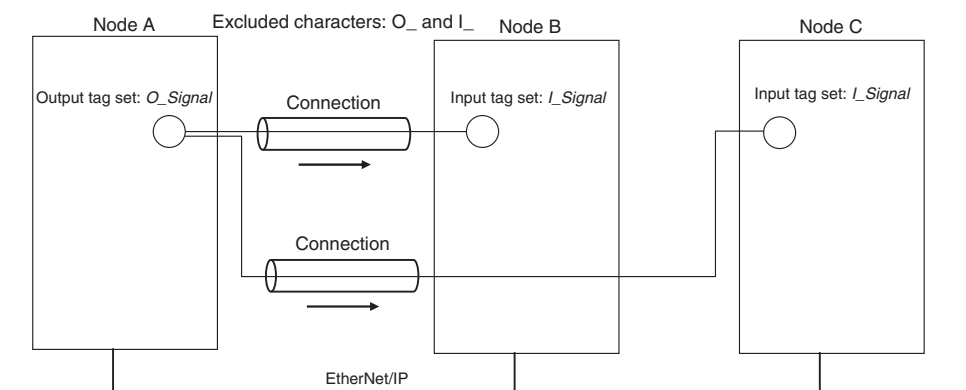 Excluded characters: O_ and I_
Node A
Node B
Node C
Output tag set: O_Signal
Connection
Input tag set: I_Signal
Input tag set: I_Signal
Connection
EtherNet/IP